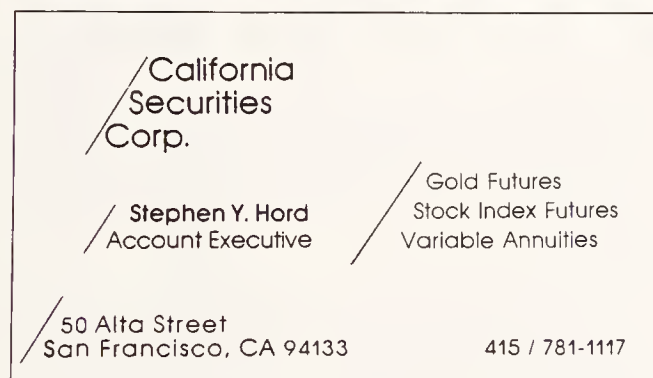 California
Securities
Corp.
Stephen Y. Hord
Account Executive
Gold Futures
Stock Index Futures
Variable Annuities
50 Alta Street
San Francisco, CA 94133
415 / 781-1117